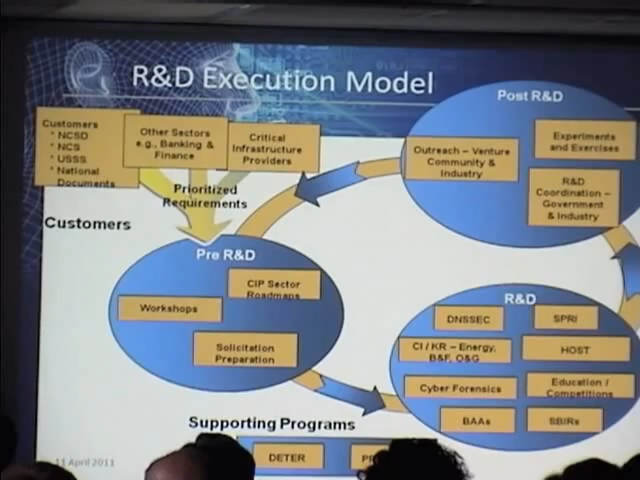 R&D Execution Model
Customers
* NCSD
* NCS
* USSS
* National
Documents
Other Sectors
e.g., Banking &
Finance
Critical
Infrastructure
Providers
Prioritized
Requirements
Customers
Post R&D
Outreach – Venture
Community &
Industry
Experiments
and Exercises
R&D
Coordination –
Government
& Industry
Pre R&D
CIP Sector
Roadmaps
Workshops
Solicitation
Preparation
R&D
DNSSEC
SPRI
CI / KR – Energy,
B&F, O&G
HOST
Cyber Forensics
Education /
Competitions
BAAs
SBIRs
Supporting Programs
DETER
11 April 2011